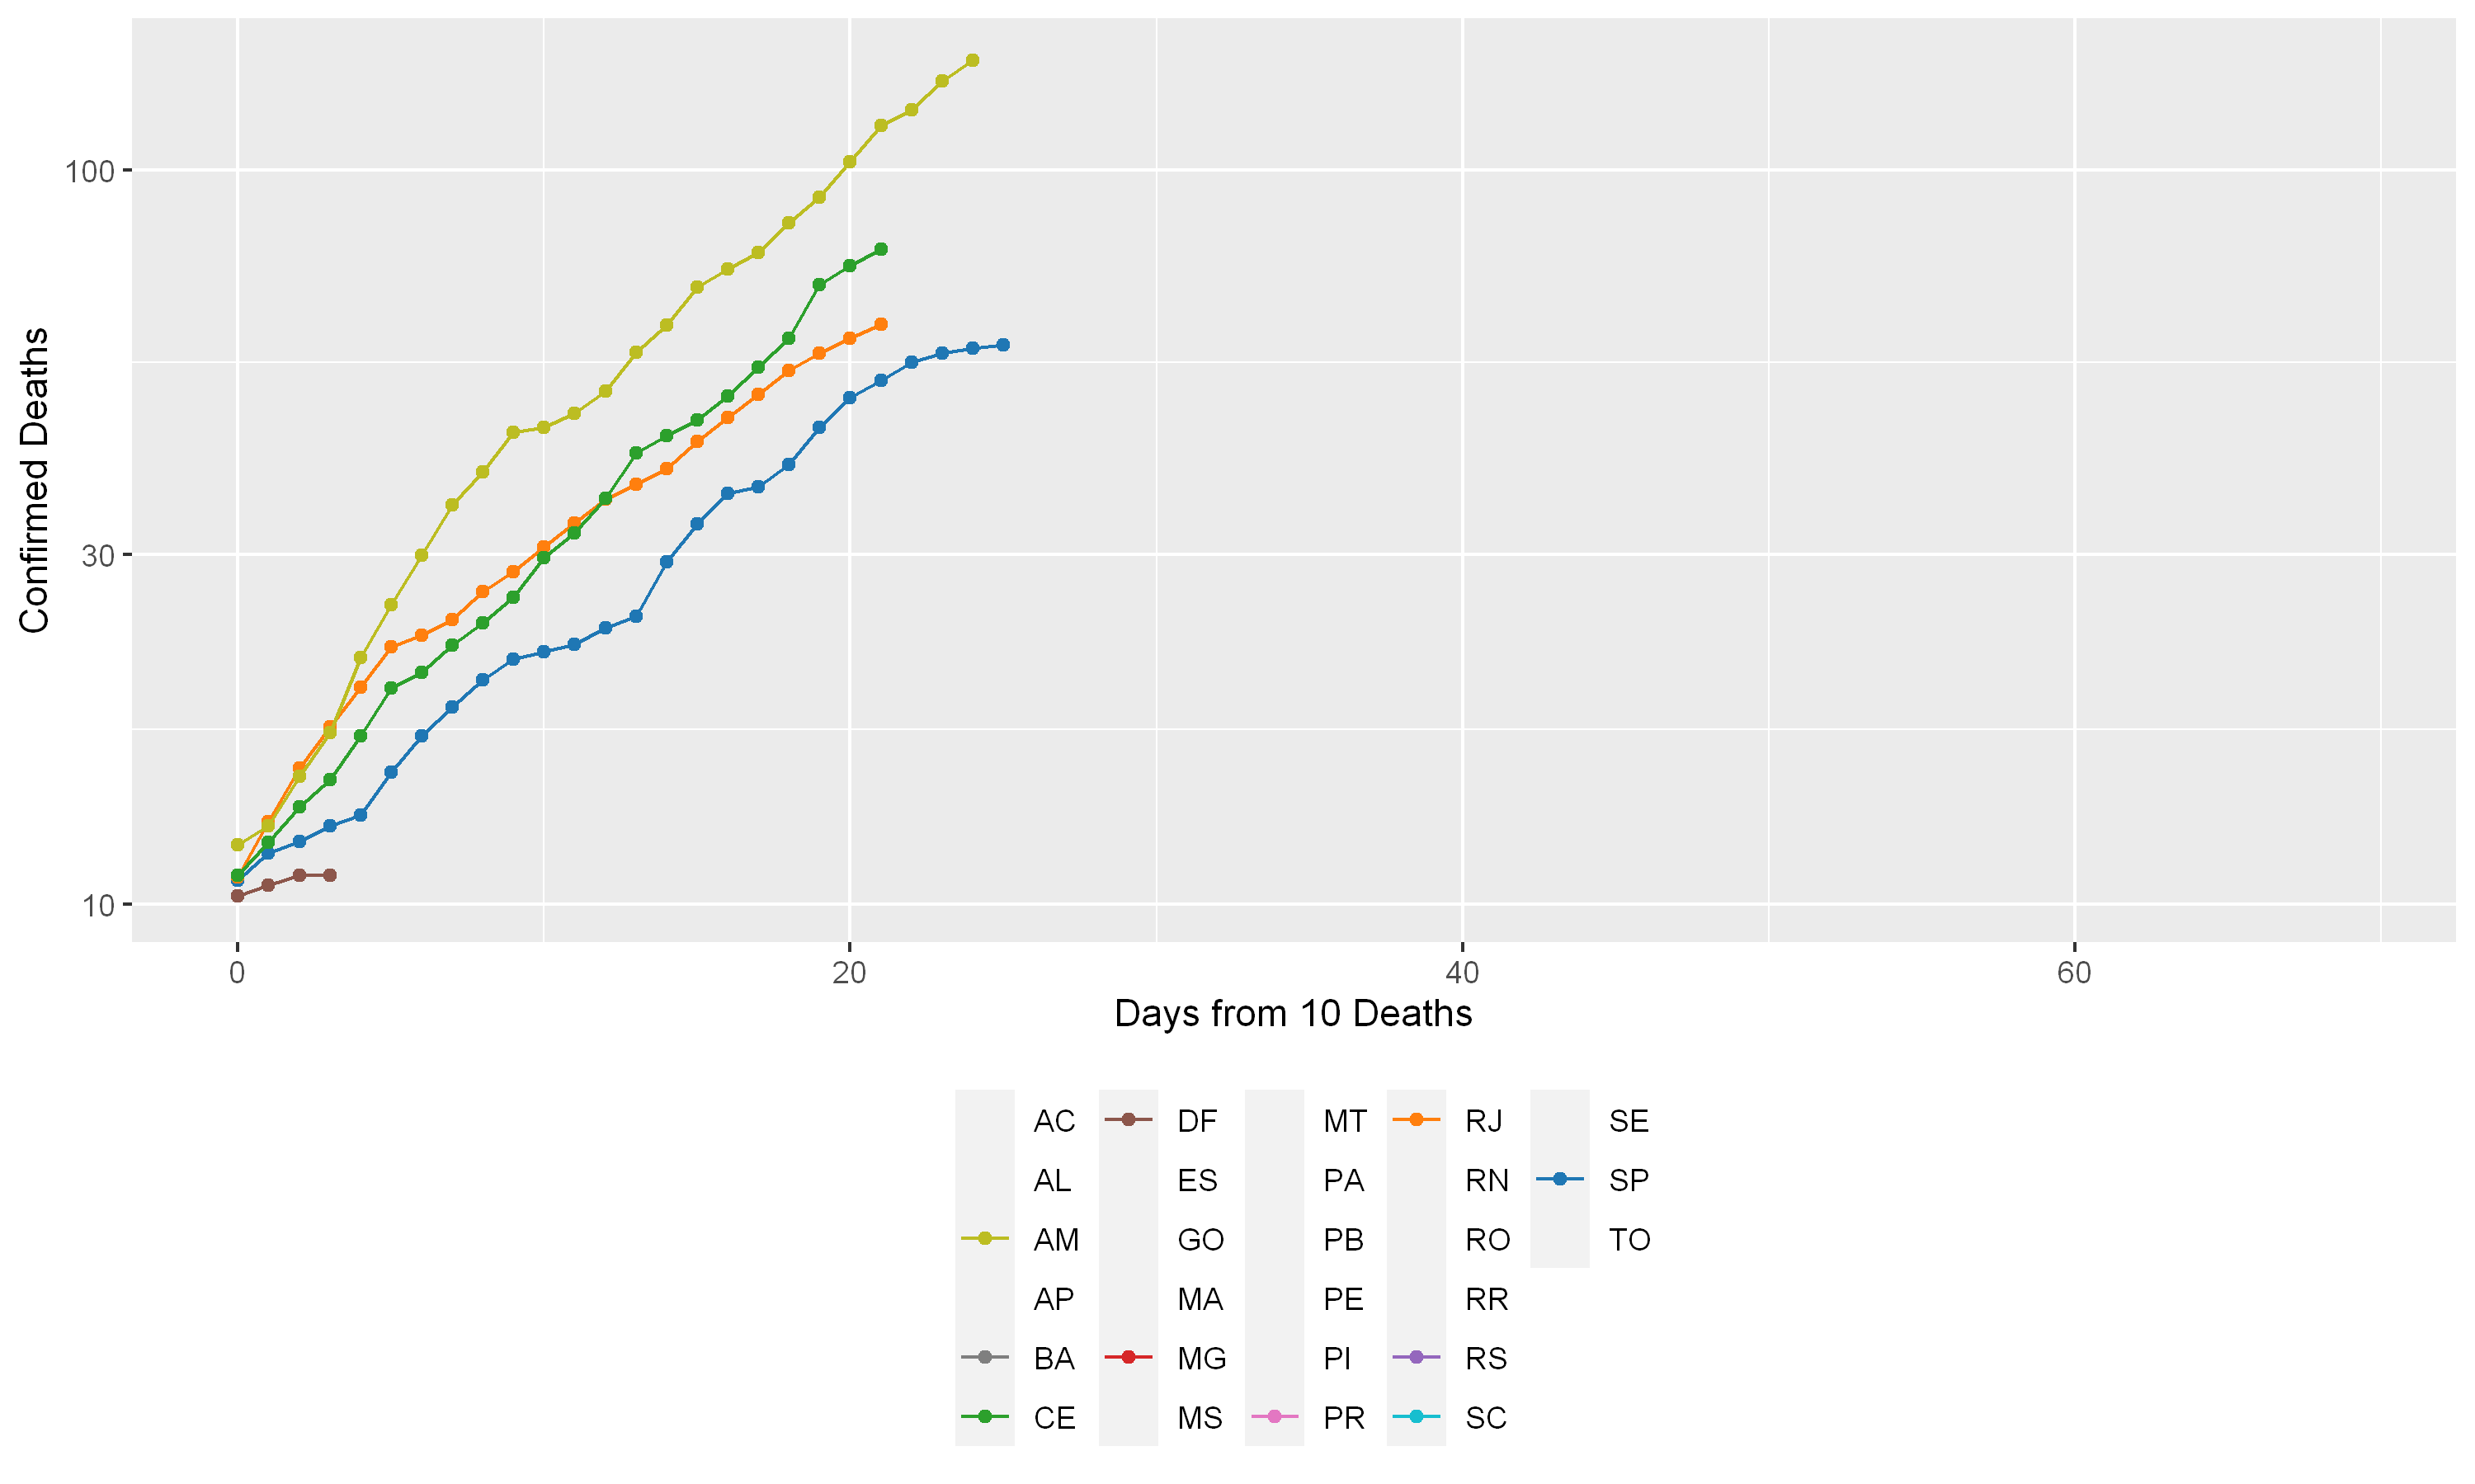 Confirmed Deaths
100
30
10
0 20 40 60
Days from 10 Deaths
AC DF MT RJ SE
AL ES PA RN SP
AM GO PB RO TO
AP MA PE RR
BA MG PI RS
CE MS PR SC